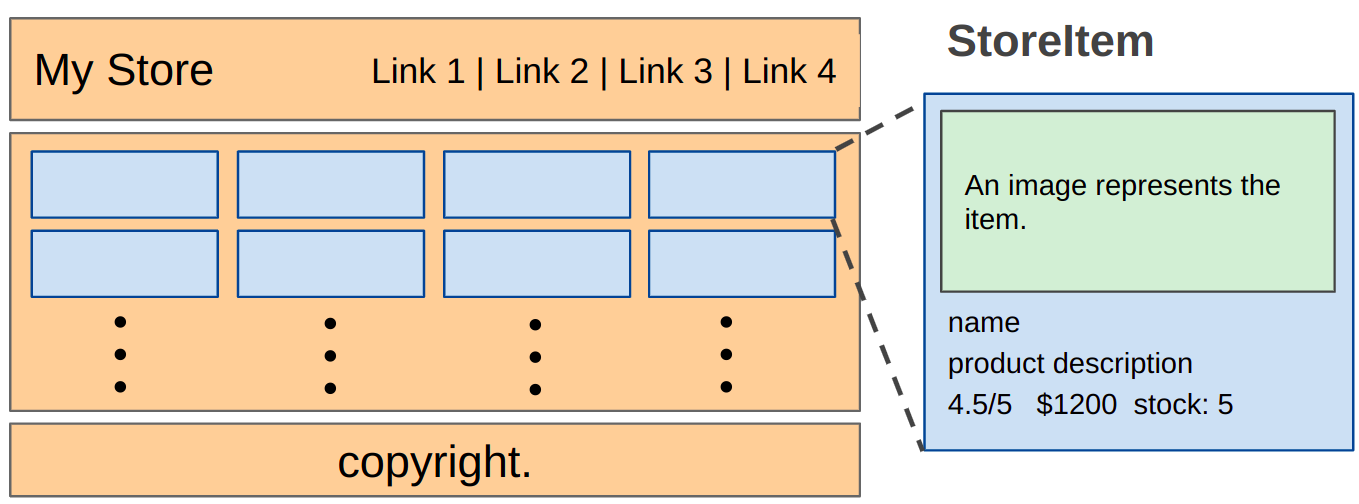 My Store
Link 1 | Link 2 | Link 3 | Link 4
copyright.
StoreItem
An image represents the
item.
name
product description
4.5/5 $1200 stock: 5